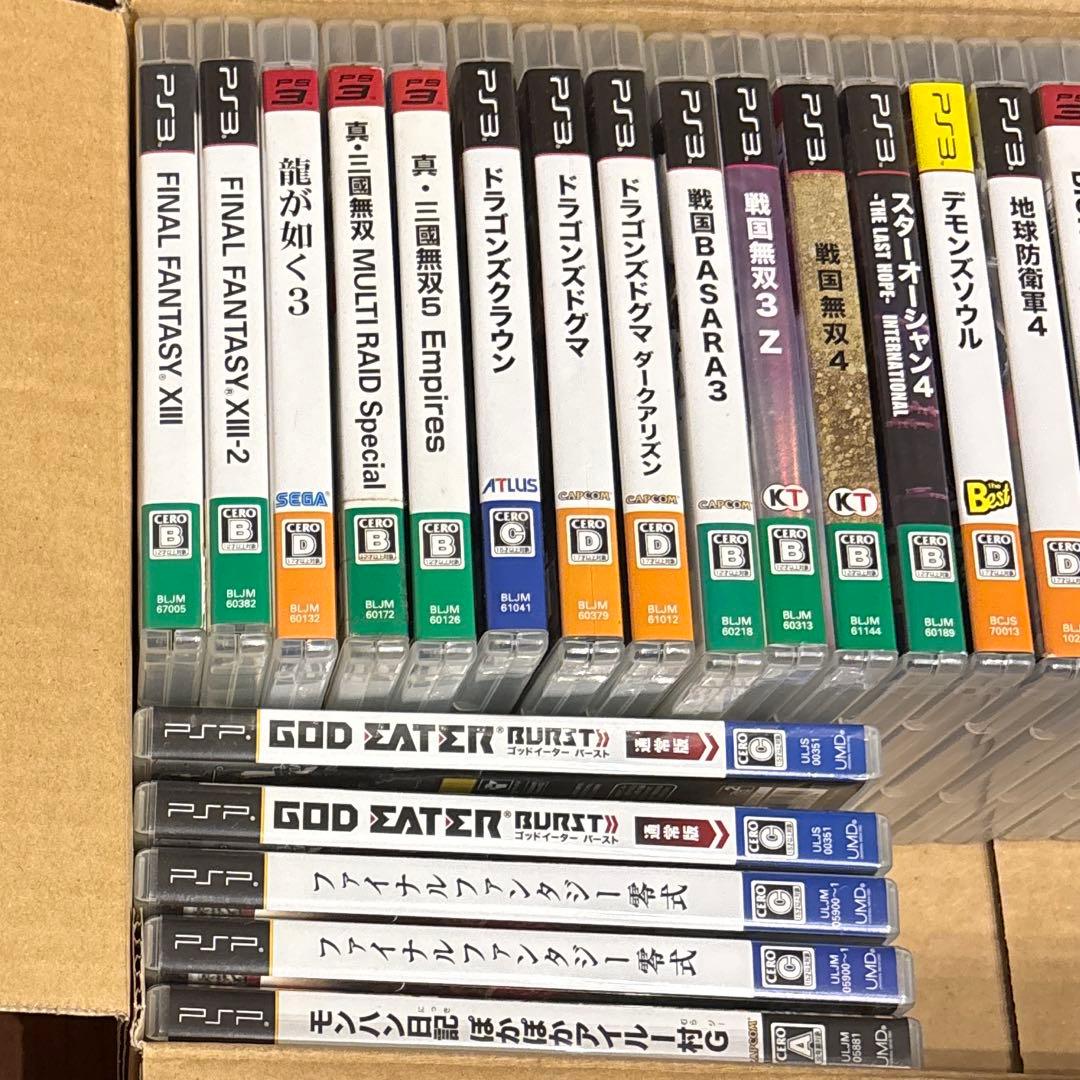 PS3
FINAL FANTASY XIII
CERO
B
BLJM
67005
PS3
FINAL FANTASY XIII-2
CERO
B
BLJM
60382
PS3
龍が如く3
SEGA
CERO
D
BLJM
60132
PS3
真・三國無双 MULTI RAID Special
CERO
B
BLJM
60172
PS3
真・三國無双5 Empires
CERO
B
BLJM
60126
PS3
ドラゴンズクラウン
ATLUS
CERO
C
BLJM
61041
PS3
ドラゴンズドグマ
CAPCOM
CERO
D
BLJM
60379
PS3
ドラゴンズドグマ ダークアリズン
CAPCOM
CERO
D
BLJM
61012
PS3
戦国BASARA3
CAPCOM
CERO
B
BLJM
60218
PS3
戦国無双3 Z
KT
CERO
B
BLJM
60313
PS3
戦国無双4
KT
CERO
B
BLJM
61144
PS3
スターオーシャン4
-THE LAST HOPE- INTERNATIONAL
CERO
B
BLJM
60189
PS3
デモンズソウル
the Best
CERO
D
BCJS
70013
PS3
地球防衛軍4
CERO
D
PSP
GOD EATER BURST
ゴッドイーター バースト
通常版
CERO
C
ULJS
00351
UMD
PSP
GOD EATER BURST
ゴッドイーター バースト
通常版
CERO
C
ULJS
00351
UMD
PSP
ファイナルファンタジー零式
CERO
C
ULJM
05900~1
UMD
PSP
ファイナルファンタジー零式
CERO
C
ULJM
05900~1
UMD
PSP
モンハン日記 ぽかぽかアイルー村G
CAPCOM
CERO
A
ULJM
05881
UMD